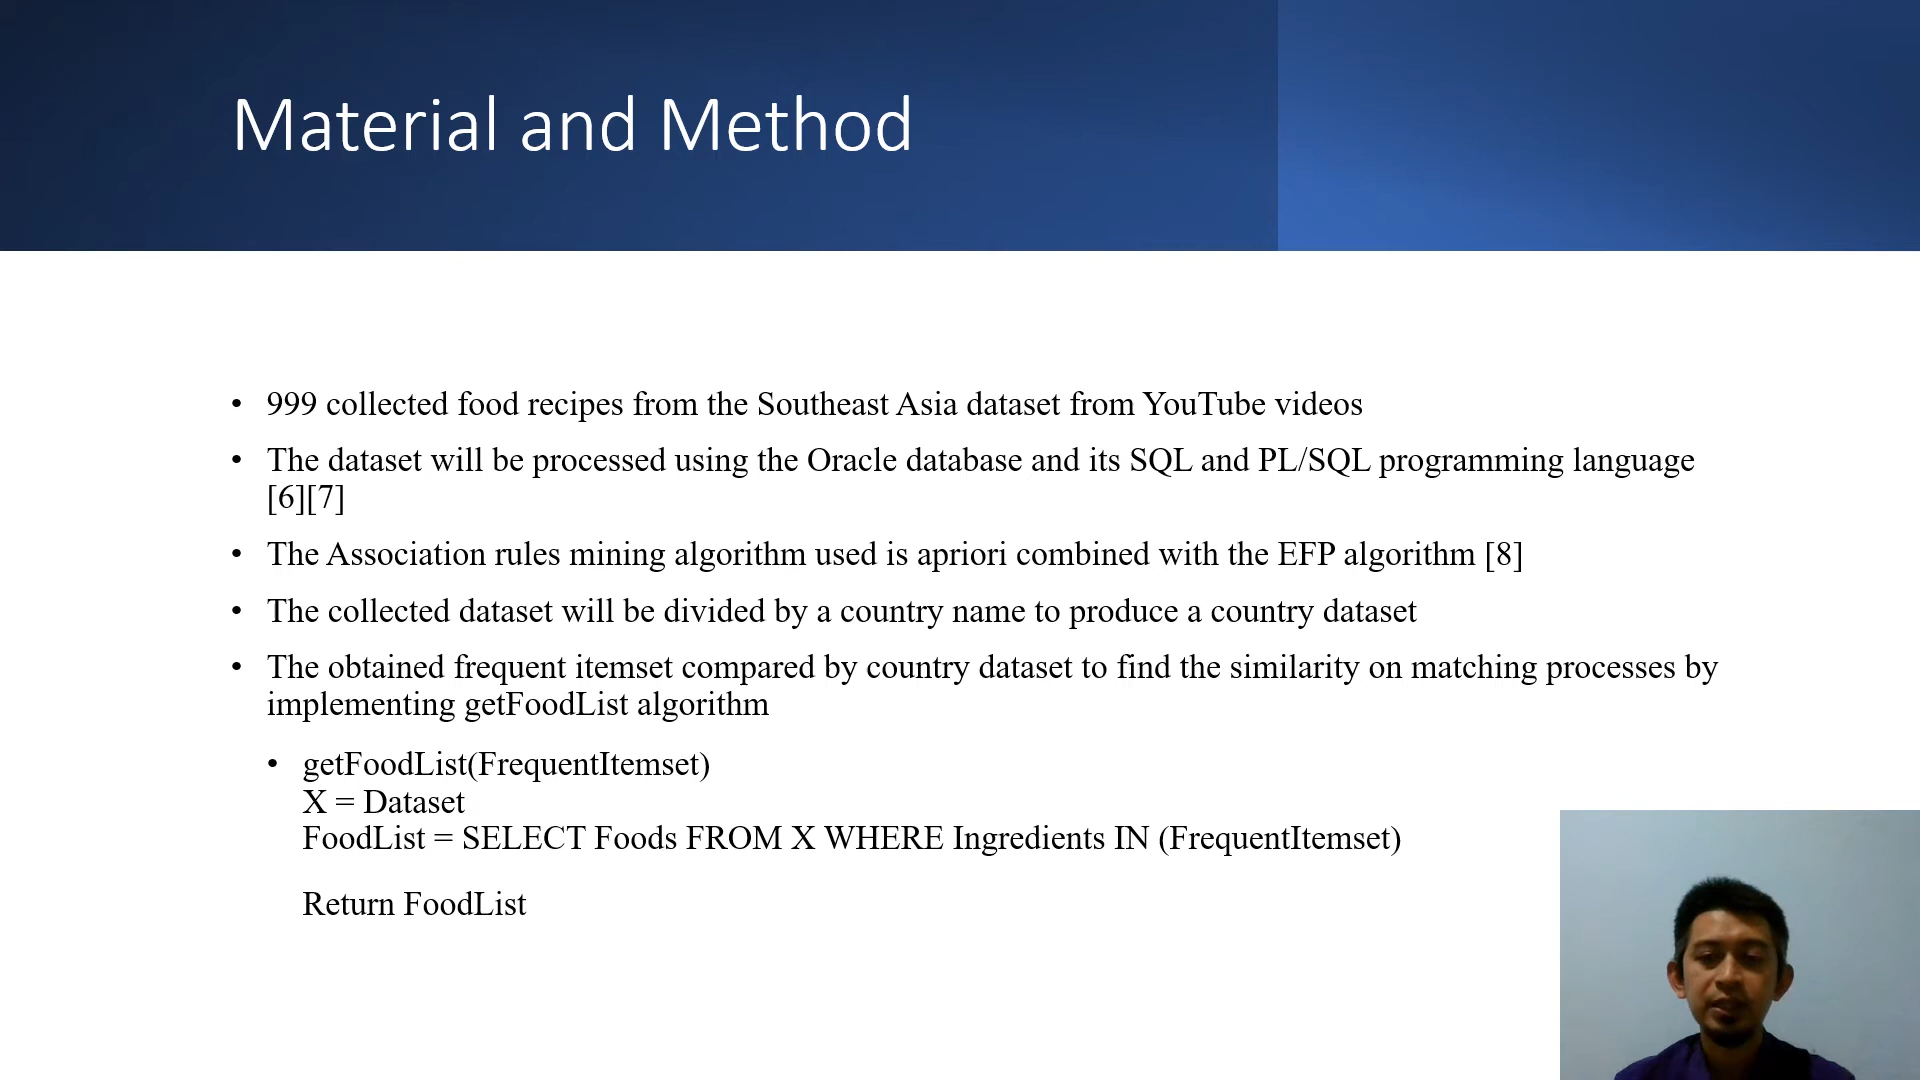 Material and Method
• 999 collected food recipes from the Southeast Asia dataset from YouTube videos
• The dataset will be processed using the Oracle database and its SQL and PL/SQL programming language
[6][7]
• The Association rules mining algorithm used is apriori combined with the EFP algorithm [8]
• The collected dataset will be divided by a country name to produce a country dataset
• The obtained frequent itemset compared by country dataset to find the similarity on matching processes by
implementing getFoodList algorithm
• getFoodList(FrequentItemset)
X = Dataset
FoodList = SELECT Foods FROM X WHERE Ingredients IN (FrequentItemset)
Return FoodList